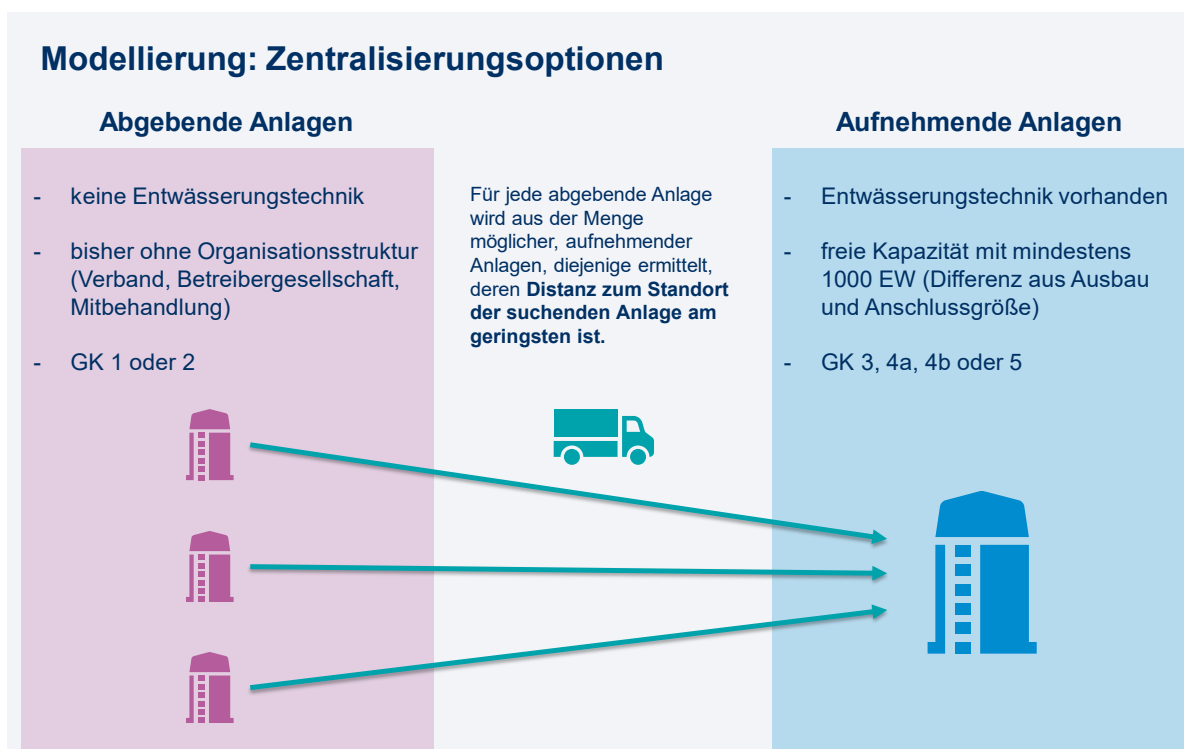 Modellierung: Zentralisierungsoptionen
Abgebende Anlagen
- keine Entwässerungstechnik
- bisher ohne Organisationsstruktur
(Verband, Betreibergesellschaft,
Mitbehandlung)
- GK 1 oder 2
Für jede abgebende Anlage
wird aus der Menge
möglicher, aufnehmender
Anlagen, diejenige ermittelt,
deren Distanz zum Standort
der suchenden Anlage am
geringsten ist.
Aufnehmende Anlagen
- Entwässerungstechnik vorhanden
- freie Kapazität mit mindestens
1000 EW (Differenz aus Ausbau
und Anschlussgröße)
- GK 3, 4a, 4b oder 5